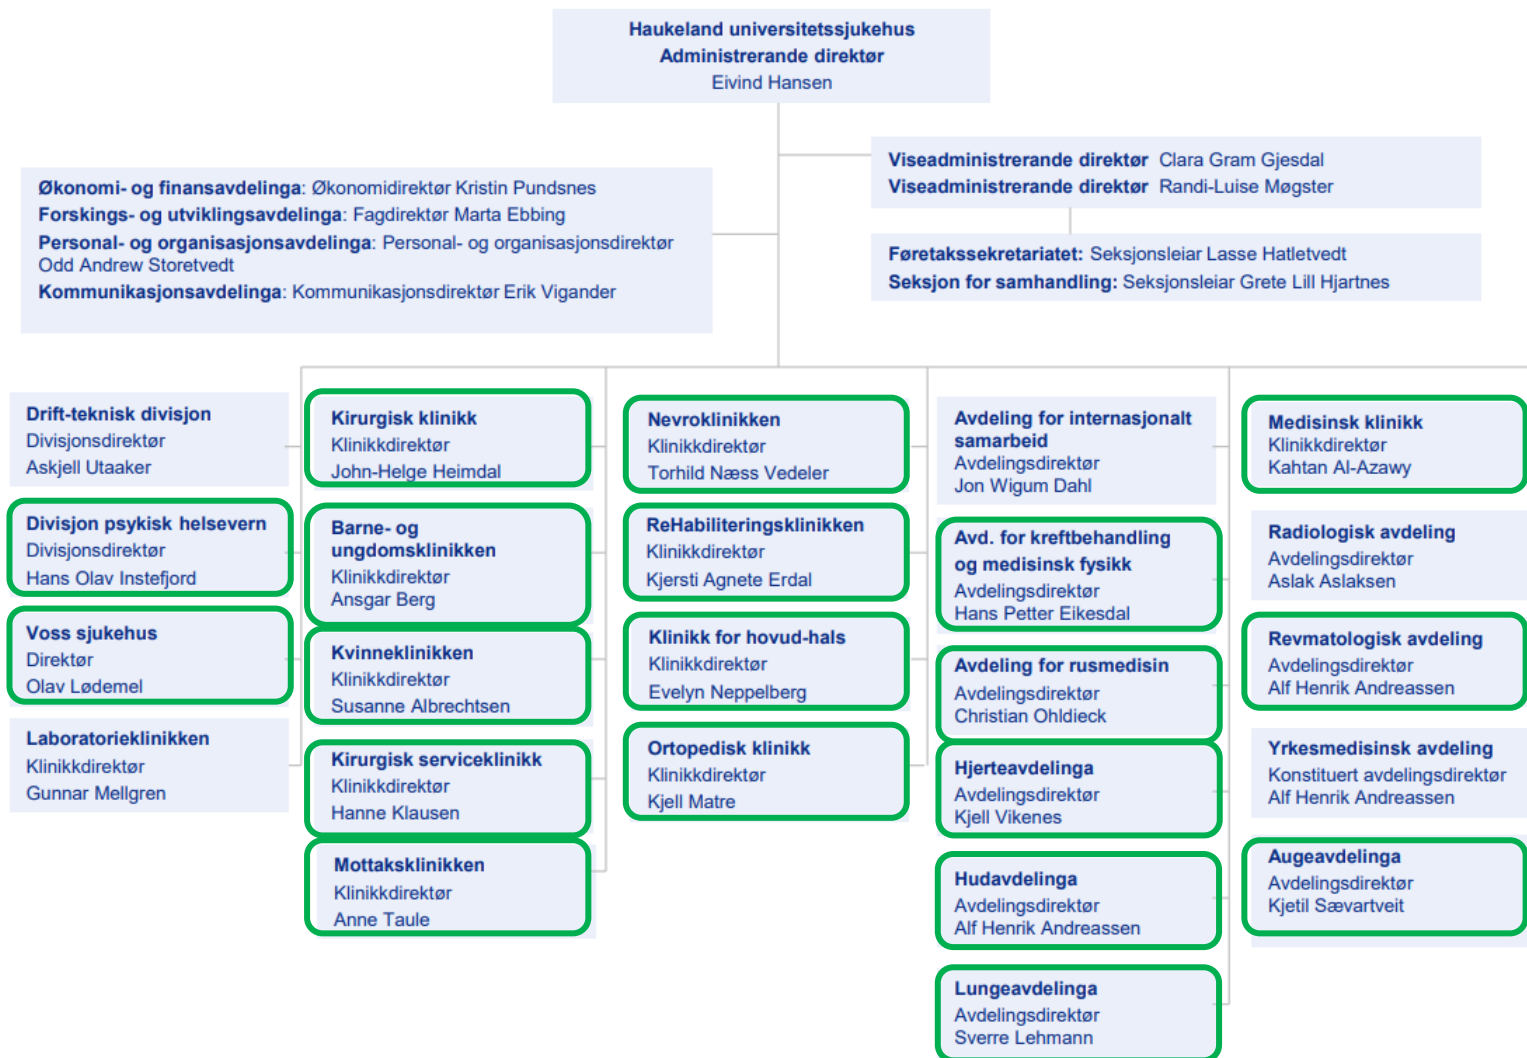 Haukeland universitetssjukehus
Administrerande direktør
Eivind Hansen
Viseadministrerande direktør Clara Gram Gjesdal
Viseadministrerande direktør Randi-Luise Møgster
Økonomi- og finansavdelinga: Økonomidirektør Kristin Pundsnes
Forskings- og utviklingsavdelinga: Fagdirektør Marta Ebbing
Personal- og organisasjonsavdelinga: Personal- og organisasjonsdirektør
Odd Andrew Storetvedt
Kommunikasjonsavdelinga: Kommunikasjonsdirektør Erik Vigander
Føretakssekretariatet: Seksjonsleiar Lasse Hatletvedt
Seksjon for samhandling: Seksjonsleiar Grete Lill Hjartnes
Drift-teknisk divisjon
Divisjonsdirektør
Askjell Utaaker
Divisjon psykisk helsevern
Divisjonsdirektør
Hans Olav Instefjord
Voss sjukehus
Direktør
Olav Lødemel
Laboratorieklinikken
Klinikkdirektør
Gunnar Mellgren
Kirurgisk klinikk
Klinikkdirektør
John-Helge Heimdal
Barne- og
ungdomsklinikken
Klinikkdirektør
Ansgar Berg
Kvinneklinikken
Klinikkdirektør
Susanne Albrechtsen
Kirurgisk serviceklinikk
Klinikkdirektør
Hanne Klausen
Mottaksklinikken
Klinikkdirektør
Anne Taule
Nevroklinikken
Klinikkdirektør
Torhild Næss Vedeler
ReHabiliteringsklinikken
Klinikkdirektør
Kjersti Agnete Erdal
Klinikk for hovud-hals
Klinikkdirektør
Evelyn Neppelberg
Ortopedisk klinikk
Klinikkdirektør
Kjell Matre
Avdeling for internasjonalt
samarbeid
Avdelingsdirektør
Jon Wigum Dahl
Avd. for kreftbehandling
og medisinsk fysikk
Avdelingsdirektør
Hans Petter Eikesdal
Avdeling for rusmedisin
Avdelingsdirektør
Christian Ohldieck
Hjerteavdelinga
Avdelingsdirektør
Kjell Vikenes
Hudavdelinga
Avdelingsdirektør
Alf Henrik Andreassen
Lungeavdelinga
Avdelingsdirektør
Sverre Lehmann
Medisinsk klinikk
Klinikkdirektør
Kahtan Al-Azawy
Radiologisk avdeling
Avdelingsdirektør
Aslak Aslaksen
Revmatologisk avdeling
Avdelingsdirektør
Alf Henrik Andreassen
Yrkesmedisinsk avdeling
Konstituert avdelingsdirektør
Alf Henrik Andreassen
Augeavdelinga
Avdelingsdirektør
Kjetil Sævartveit